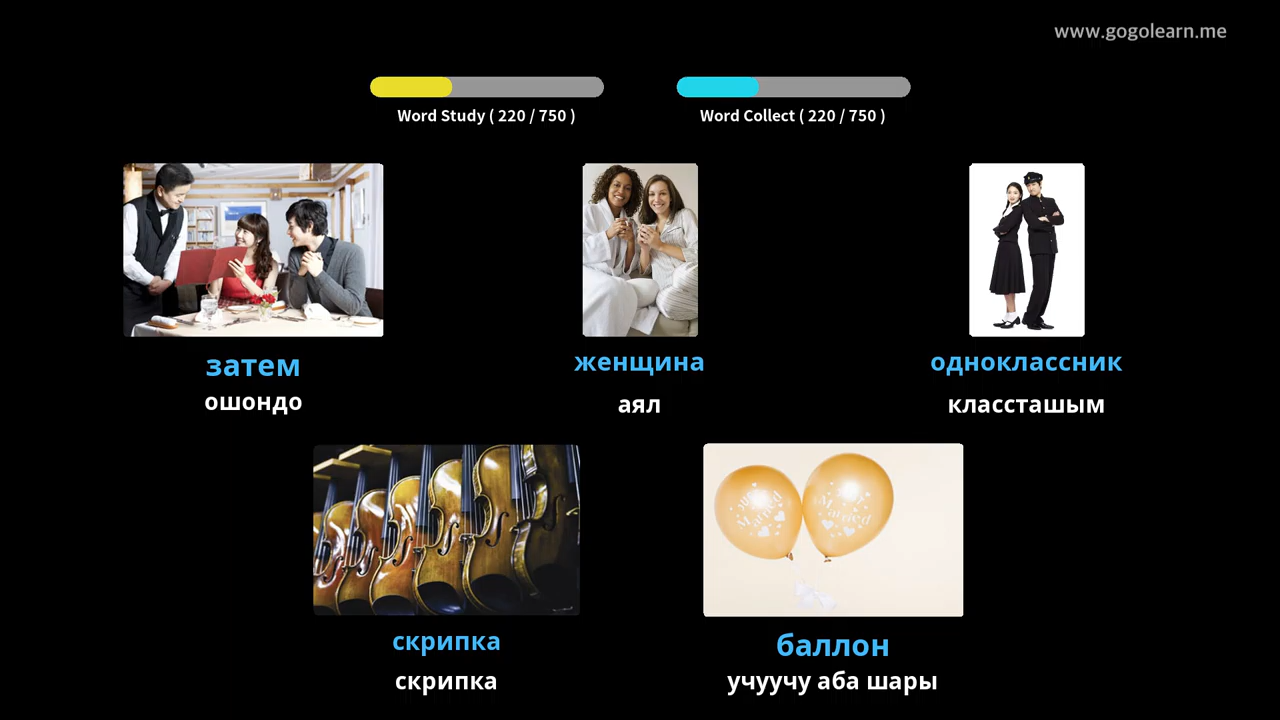 www.gogolearn.me
Word Study ( 220 / 750 )
Word Collect ( 220 / 750 )
затем
ошондо
женщина
аял
одноклассник
классташым
скрипка
скрипка
баллон
учуучу аба шары